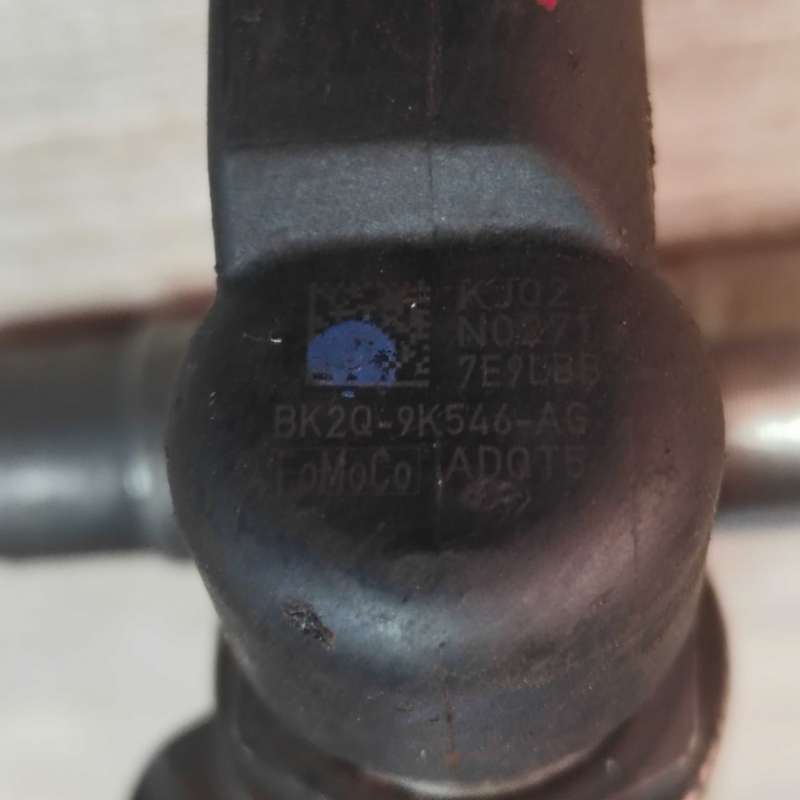 KJ02
N0271
7E9LBB
BK2Q-9K546-AG
FoMoCo ADQT5